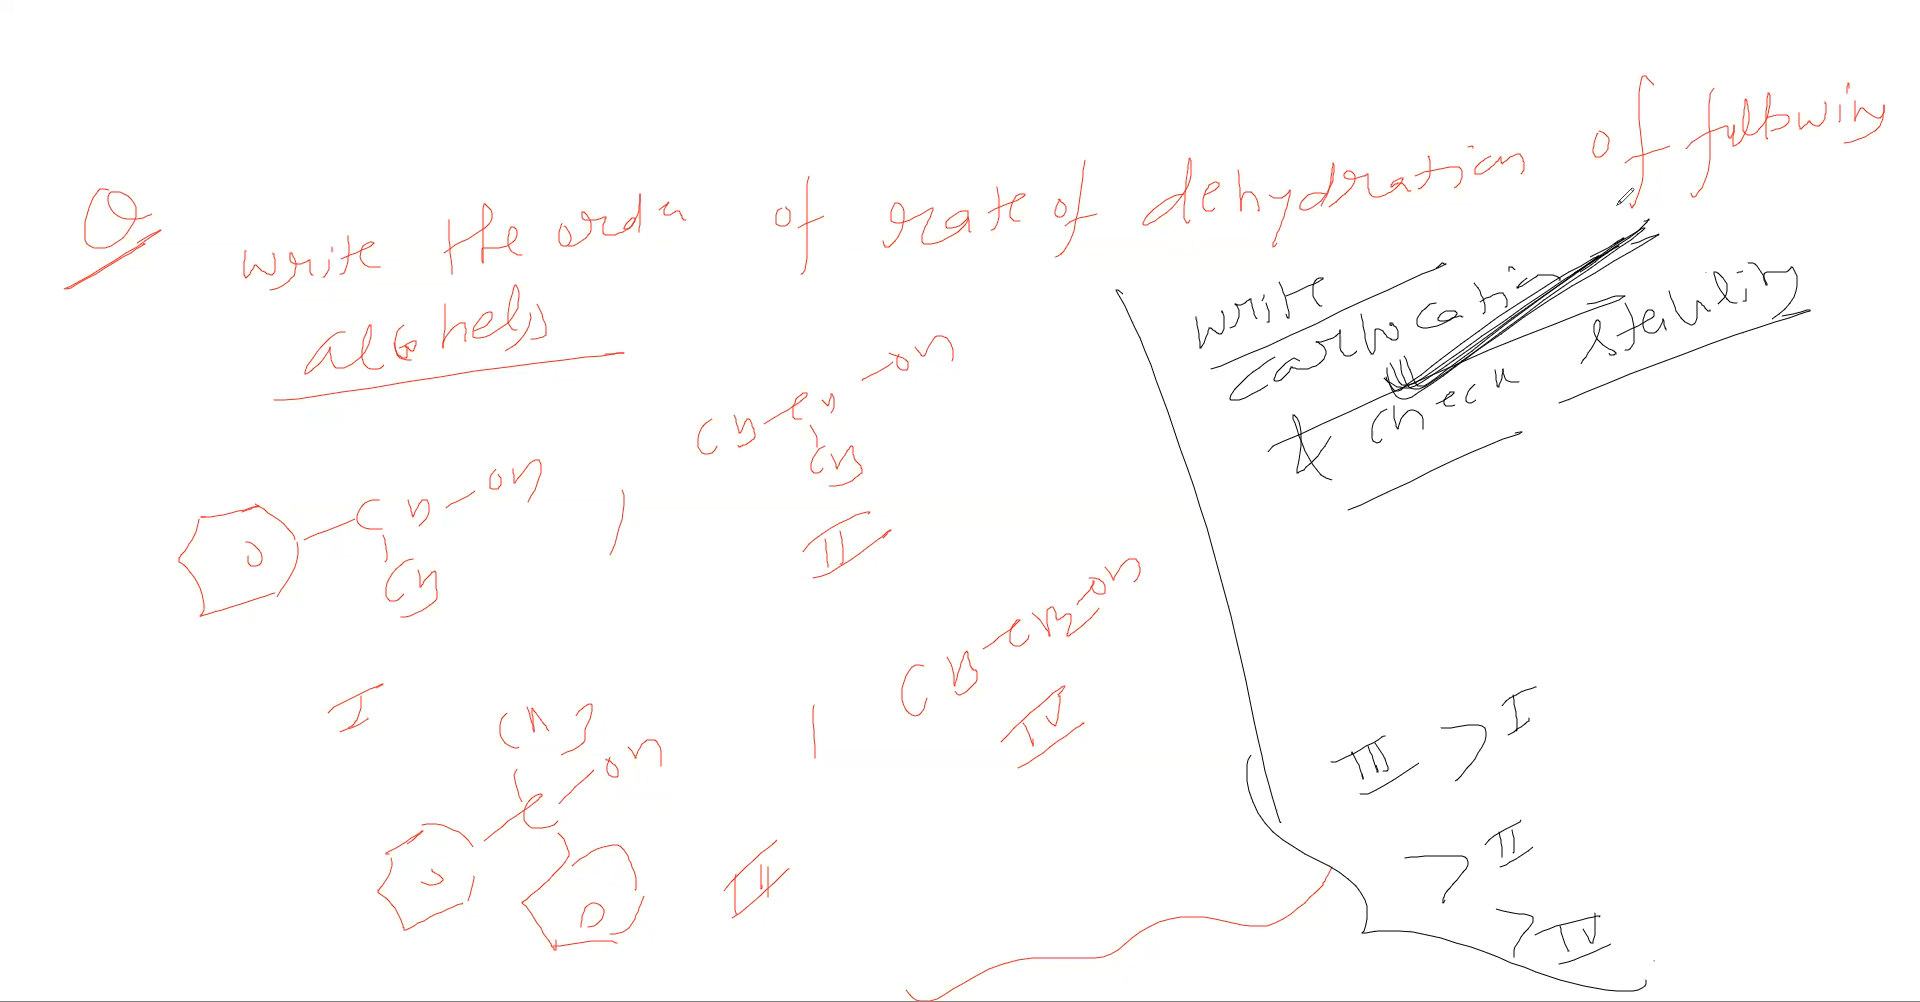 Q write the order of rate of dehydration of following
alcohols
write
carbocation
& check stability
CH3-CH-OH
CH3
II
CH-OH
CH3
I
CH3-CH2-OH
IV
CH3
C-OH
III
III > I
> II
> IV